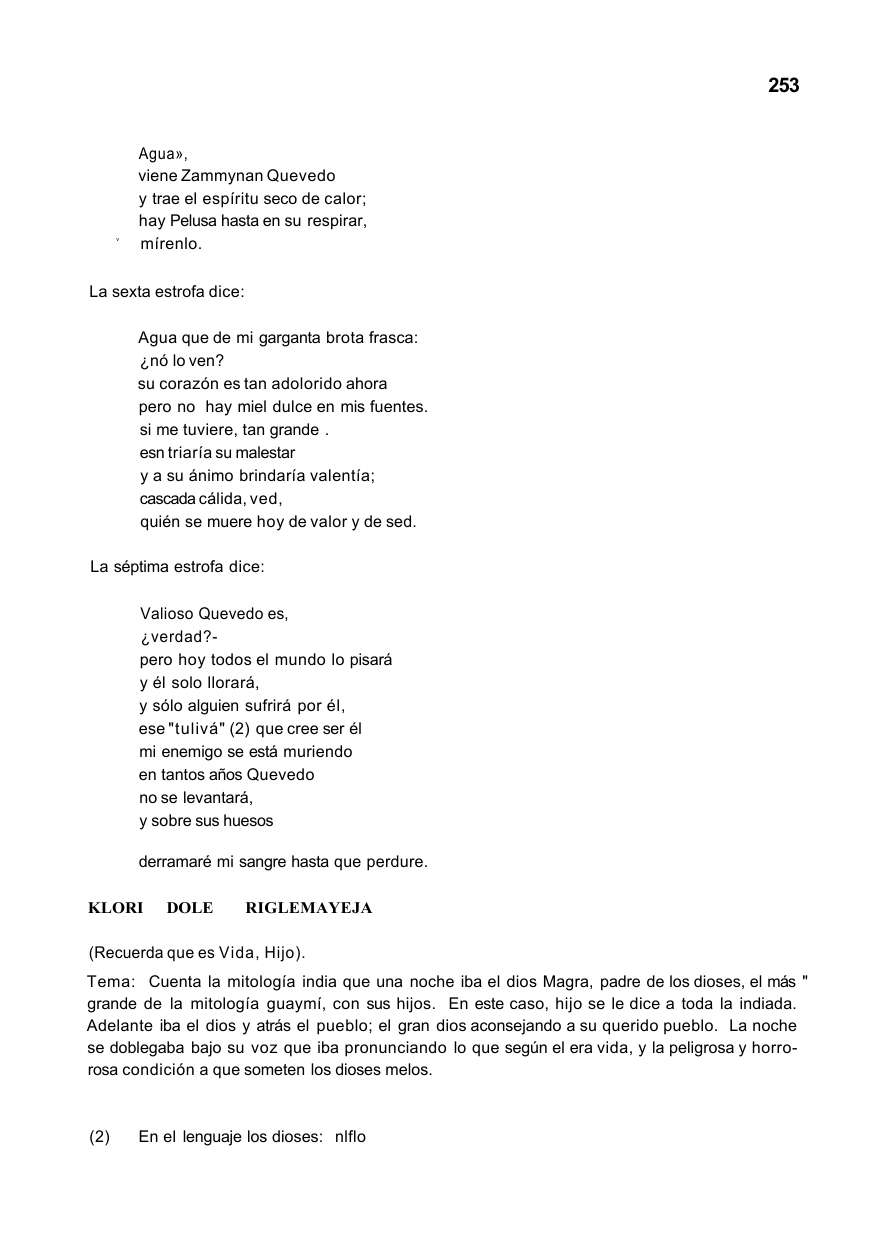 253
Agua»,
viene Zammynan Quevedo
y trae el espíritu seco de calor;
hay Pelusa hasta en su respirar,
v mírenlo.
La sexta estrofa dice:
Agua que de mi garganta brota frasca:
¿nó lo ven?
su corazón es tan adolorido ahora
pero no hay miel dulce en mis fuentes.
si me tuviere, tan grande .
esn triaría su malestar
y a su ánimo brindaría valentía;
cascada cálida, ved,
quién se muere hoy de valor y de sed.
La séptima estrofa dice:
Valioso Quevedo es,
¿verdad?-
pero hoy todos el mundo lo pisará
y él solo llorará,
y sólo alguien sufrirá por él,
ese "tulivá" (2) que cree ser él
mi enemigo se está muriendo
en tantos años Quevedo
no se levantará,
y sobre sus huesos
derramaré mi sangre hasta que perdure.
KLORI DOLE RIGLEMAYEJA
(Recuerda que es Vida, Hijo).
Tema: Cuenta la mitología india que una noche iba el dios Magra, padre de los dioses, el más "
grande de la mitología guaymí, con sus hijos. En este caso, hijo se le dice a toda la indiada.
Adelante iba el dios y atrás el pueblo; el gran dios aconsejando a su querido pueblo. La noche
se doblegaba bajo su voz que iba pronunciando lo que según el era vida, y la peligrosa y horro-
rosa condición a que someten los dioses melos.
(2) En el lenguaje los dioses: nlflo